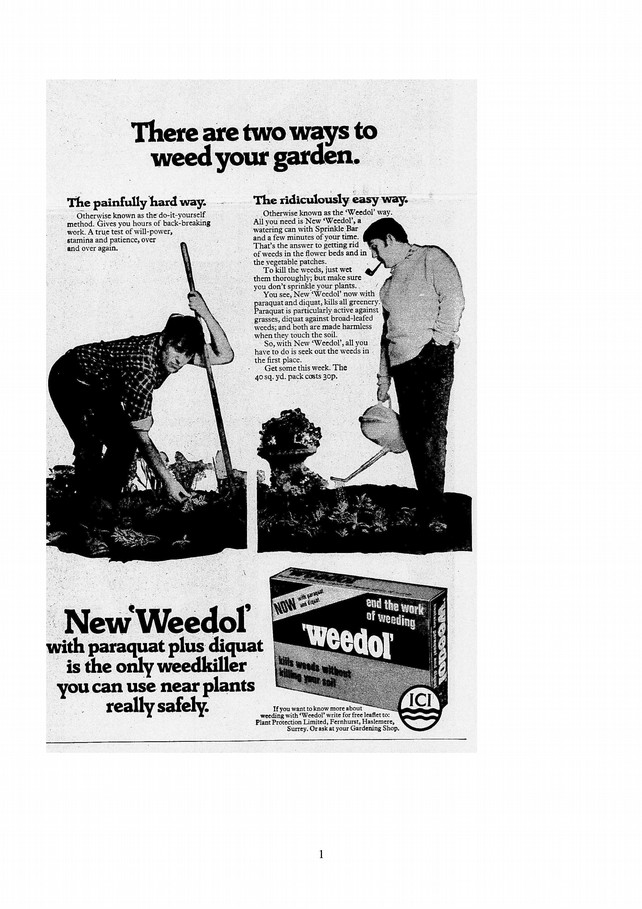 There are two ways to
weed your garden.
The painfully hard way.
Otherwise known as the do-it-yourself
method. Gives you hours of back-breaking
work. A true test of will-power,
stamina and patience, over
and over again.
The ridiculously easy way.
Otherwise known as the 'Weedol' way.
All you need is New 'Weedol', a
watering can with Sprinkle Bar
and a few minutes of your time.
That's the answer to getting rid
of weeds in the flower beds and in
the vegetable patches.
To kill the weeds, just wet
them thoroughly; but make sure
you don't sprinkle your plants.
You see, New 'Weedol' now with
paraquat and diquat, kills all greenery.
Paraquat is particularly active against
grasses, diquat against broad-leafed
weeds; and both are made harmless
when they touch the soil.
So, with New 'Weedol', all you
have to do is seek out the weeds in
the first place.
Get some this week. The
40 sq. yd. pack costs 30p.
New 'Weedol'
with paraquat plus diquat
is the only weedkiller
you can use near plants
really safely.
NOW with paraquat
and diquat
end the work
of weeding
'weedol'
kills weeds without
killing your soil
weedol
ICI
If you want to know more about
weeding with 'Weedol' write for free leaflet to:
Plant Protection Limited, Fernhurst, Haslemere,
Surrey. Or ask at your Gardening Shop.
1